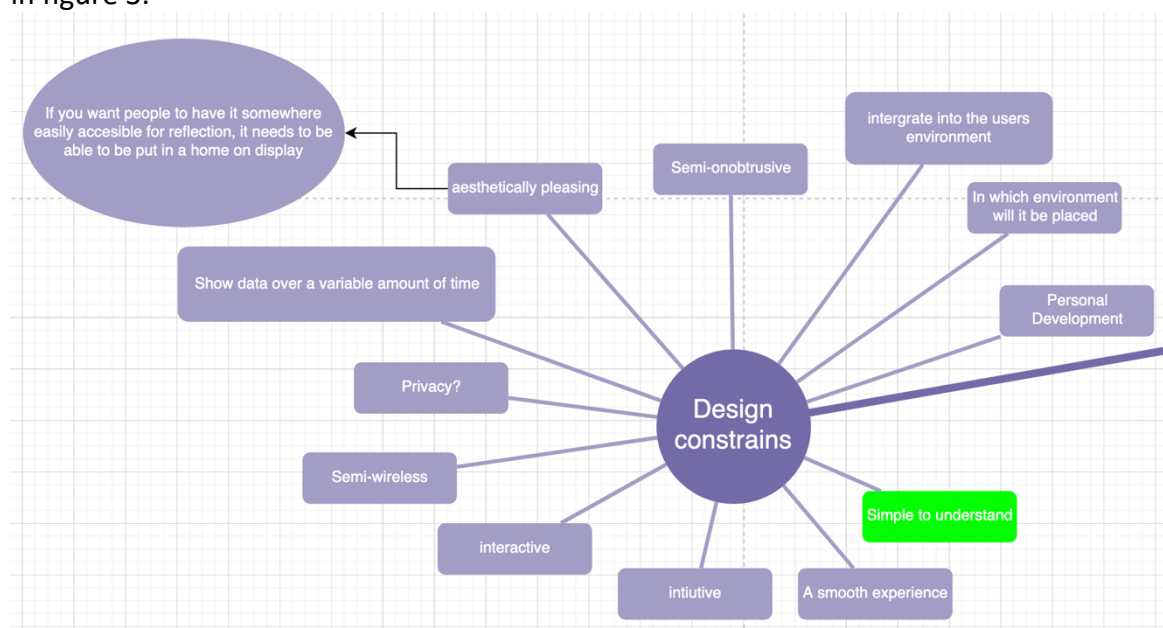 in figure 3.
If you want people to have it somewhere
easily accesible for reflection, it needs to be
able to be put in a home on display
aesthetically pleasing
Semi-onobtrusive
intergrate into the users
environment
In which environment
will it be placed
Show data over a variable amount of time
Personal
Development
Privacy?
Design
constrains
Semi-wireless
Simple to understand
interactive
intiutive
A smooth experience